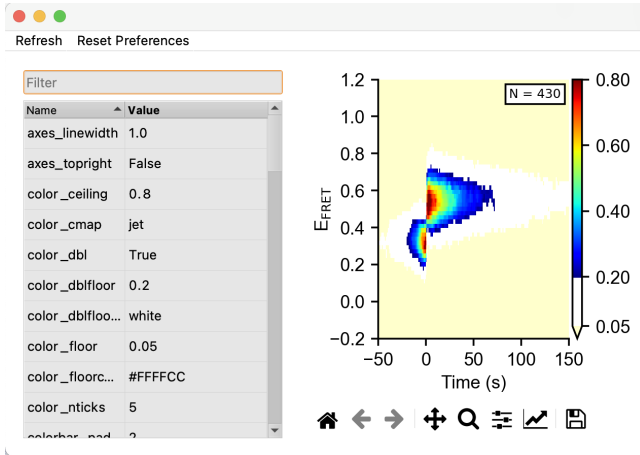 Refresh Reset Preferences
Filter
Name Value
axes_linewidth 1.0
axes_topright False
color_ceiling 0.8
color_cmap jet
color_dbl True
color_dblfloor 0.2
color_dblfloo... white
color_floor 0.05
color_floorc... #FFFFCC
color_nticks 5
colorbar_pad 2
N = 430
1.2
1.0
0.8
0.6
0.4
0.2
0.0
−0.2
EFRET
−50 0 50 100 150
Time (s)
0.80
0.60
0.40
0.20
0.05